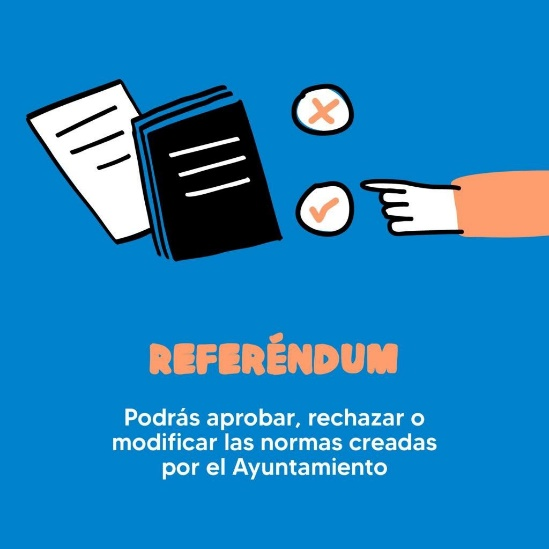 REFERÉNDUM
Podrás aprobar, rechazar o
modificar las normas creadas
por el Ayuntamiento